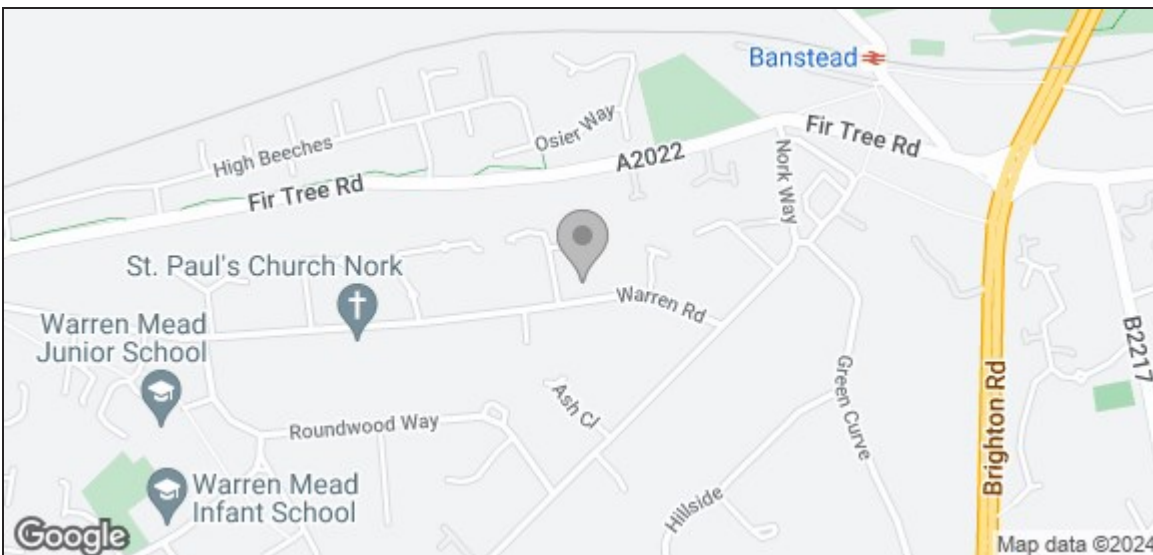 Banstead
Fir Tree Rd
Osier Way
High Beeches
A2022
Nork Way
Fir Tree Rd
St. Paul's Church Nork
Warren Rd
Warren Mead
Junior School
B2217
Green Curve
Brighton Rd
Ash Cl
Roundwood Way
Warren Mead
Infant School
Hillside
Google
Map data ©2024